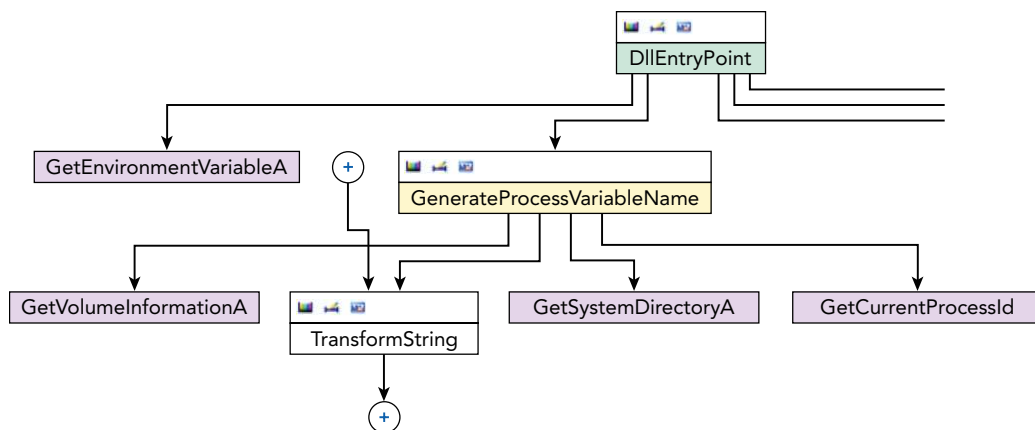 DllEntryPoint
GetEnvironmentVariableA
+
GenerateProcessVariableName
GetVolumeInformationA
TransformString
GetSystemDirectoryA
GetCurrentProcessId
+